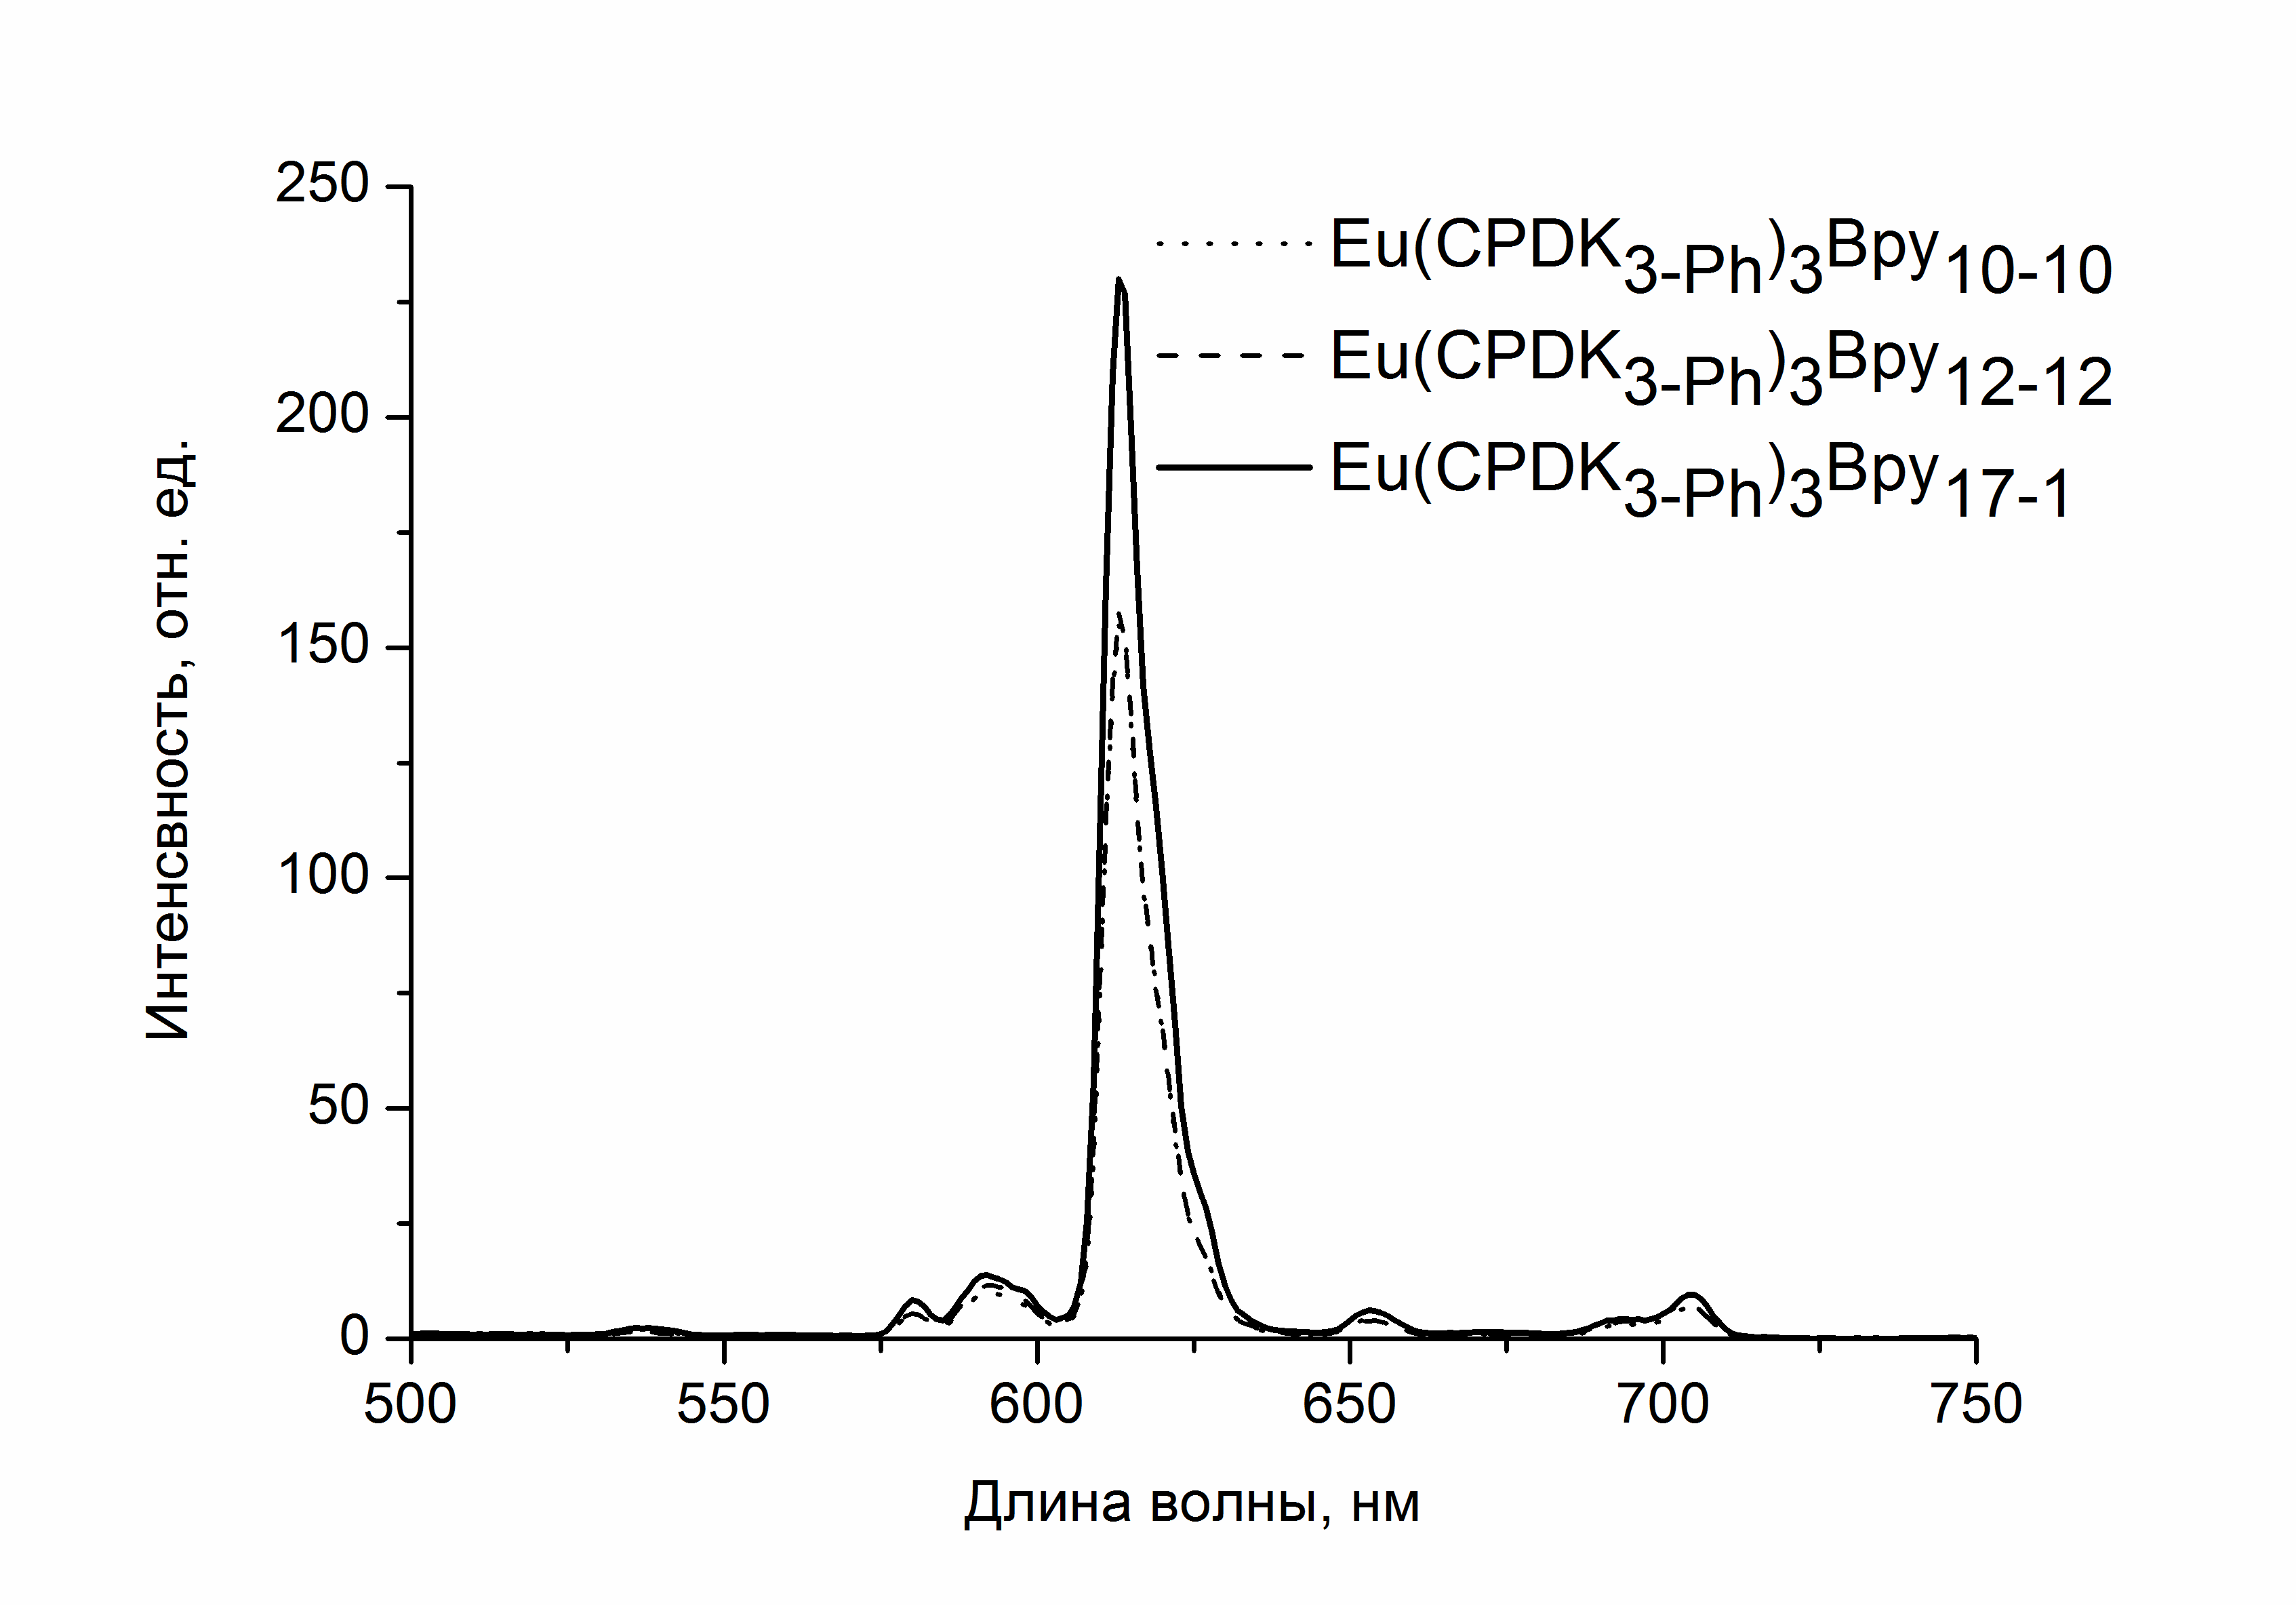 250
200
150
100
50
0
500 550 600 650 700 750
Интенсвность, отн. ед.
Длина волны, нм
Eu(CPDK3-Ph)3Bpy10-10
Eu(CPDK3-Ph)3Bpy12-12
Eu(CPDK3-Ph)3Bpy17-1